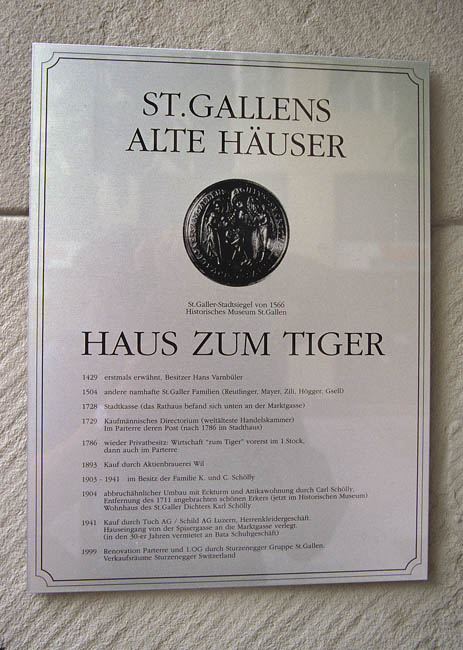 ST.GALLENS
ALTE HÄUSER
St.Galler-Stadtsiegel von 1566
Historisches Museum St.Gallen
HAUS ZUM TIGER
1429 erstmals erwähnt, Besitzer Hans Varnbüler
1504 andere namhafte St.Galler Familien (Reutlinger, Mayer, Zili, Högger, Gsell)
1728 Stadtkasse (das Rathaus befand sich unten an der Marktgasse)
1729 Kaufmännisches Directorium (weltälteste Handelskammer)
Im Parterre deren Post (nach 1786 im Stadthaus)
1786 wieder Privatbesitz: Wirtschaft "zum Tiger" vorerst im 1.Stock,
dann auch im Parterre
1893 Kauf durch Aktienbrauerei Wil
1903 - 1941 im Besitz der Familie K. und C. Schölly
1904 abbruchähnlicher Umbau mit Eckturm und Attikawohnung durch Carl Schölly,
Entfernung des 1711 angebrachten schönen Erkers (jetzt im Historischen Museum)
Wohnhaus des St.Galler Dichters Karl Schölly
1941 Kauf durch Tuch AG / Schild AG Luzern, Herrenkleidergeschäft.
Hauseingang von der Spisergasse an die Marktgasse verlegt.
(in den 30-er Jahren vermietet an Bata Schuhgeschäft)
1999 Renovation Parterre und 1.OG durch Sturzenegger Gruppe St.Gallen,
Verkaufsräume Sturzenegger Switzerland